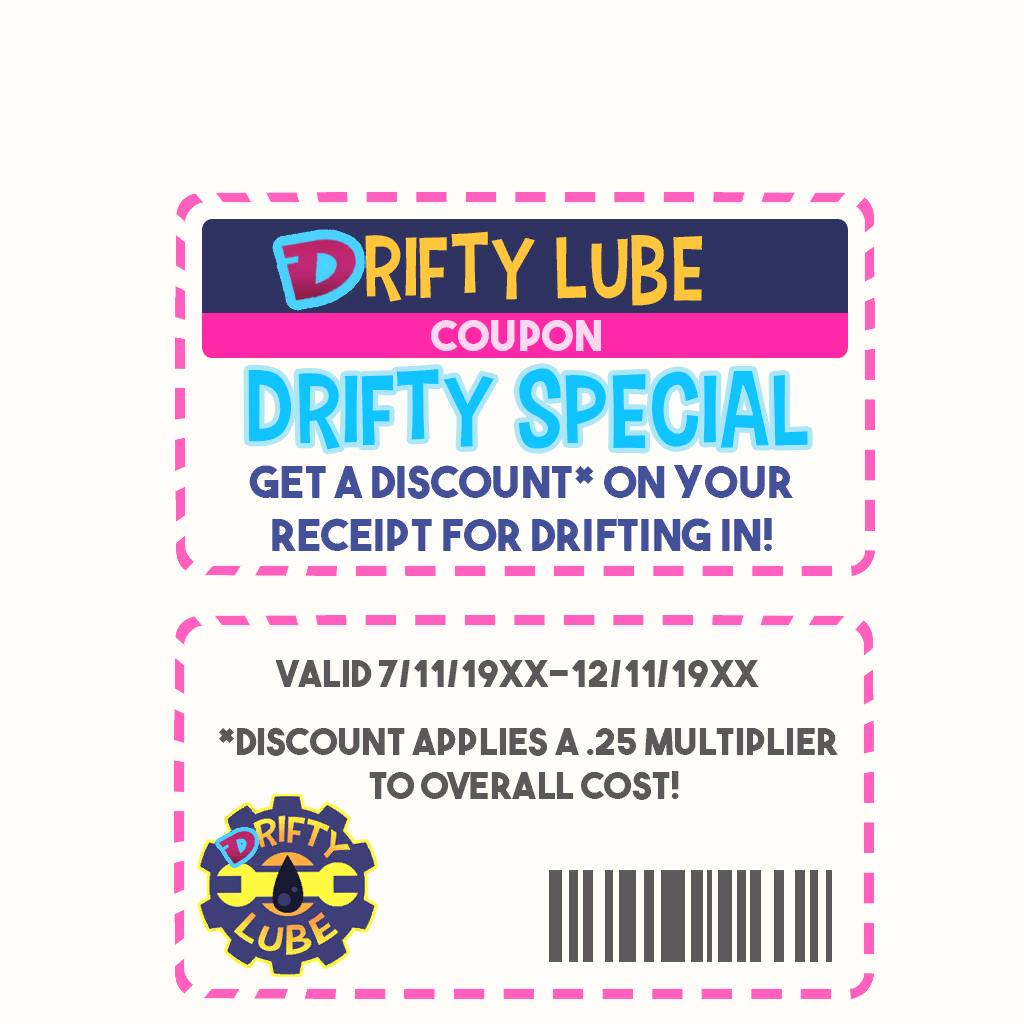 DRIFTY LUBE
COUPON
DRIFTY SPECIAL
GET A DISCOUNT* ON YOUR
RECEIPT FOR DRIFTING IN!
VALID 7/11/19XX-12/11/19XX
*DISCOUNT APPLIES A .25 MULTIPLIER
TO OVERALL COST!
DRIFTY
LUBE